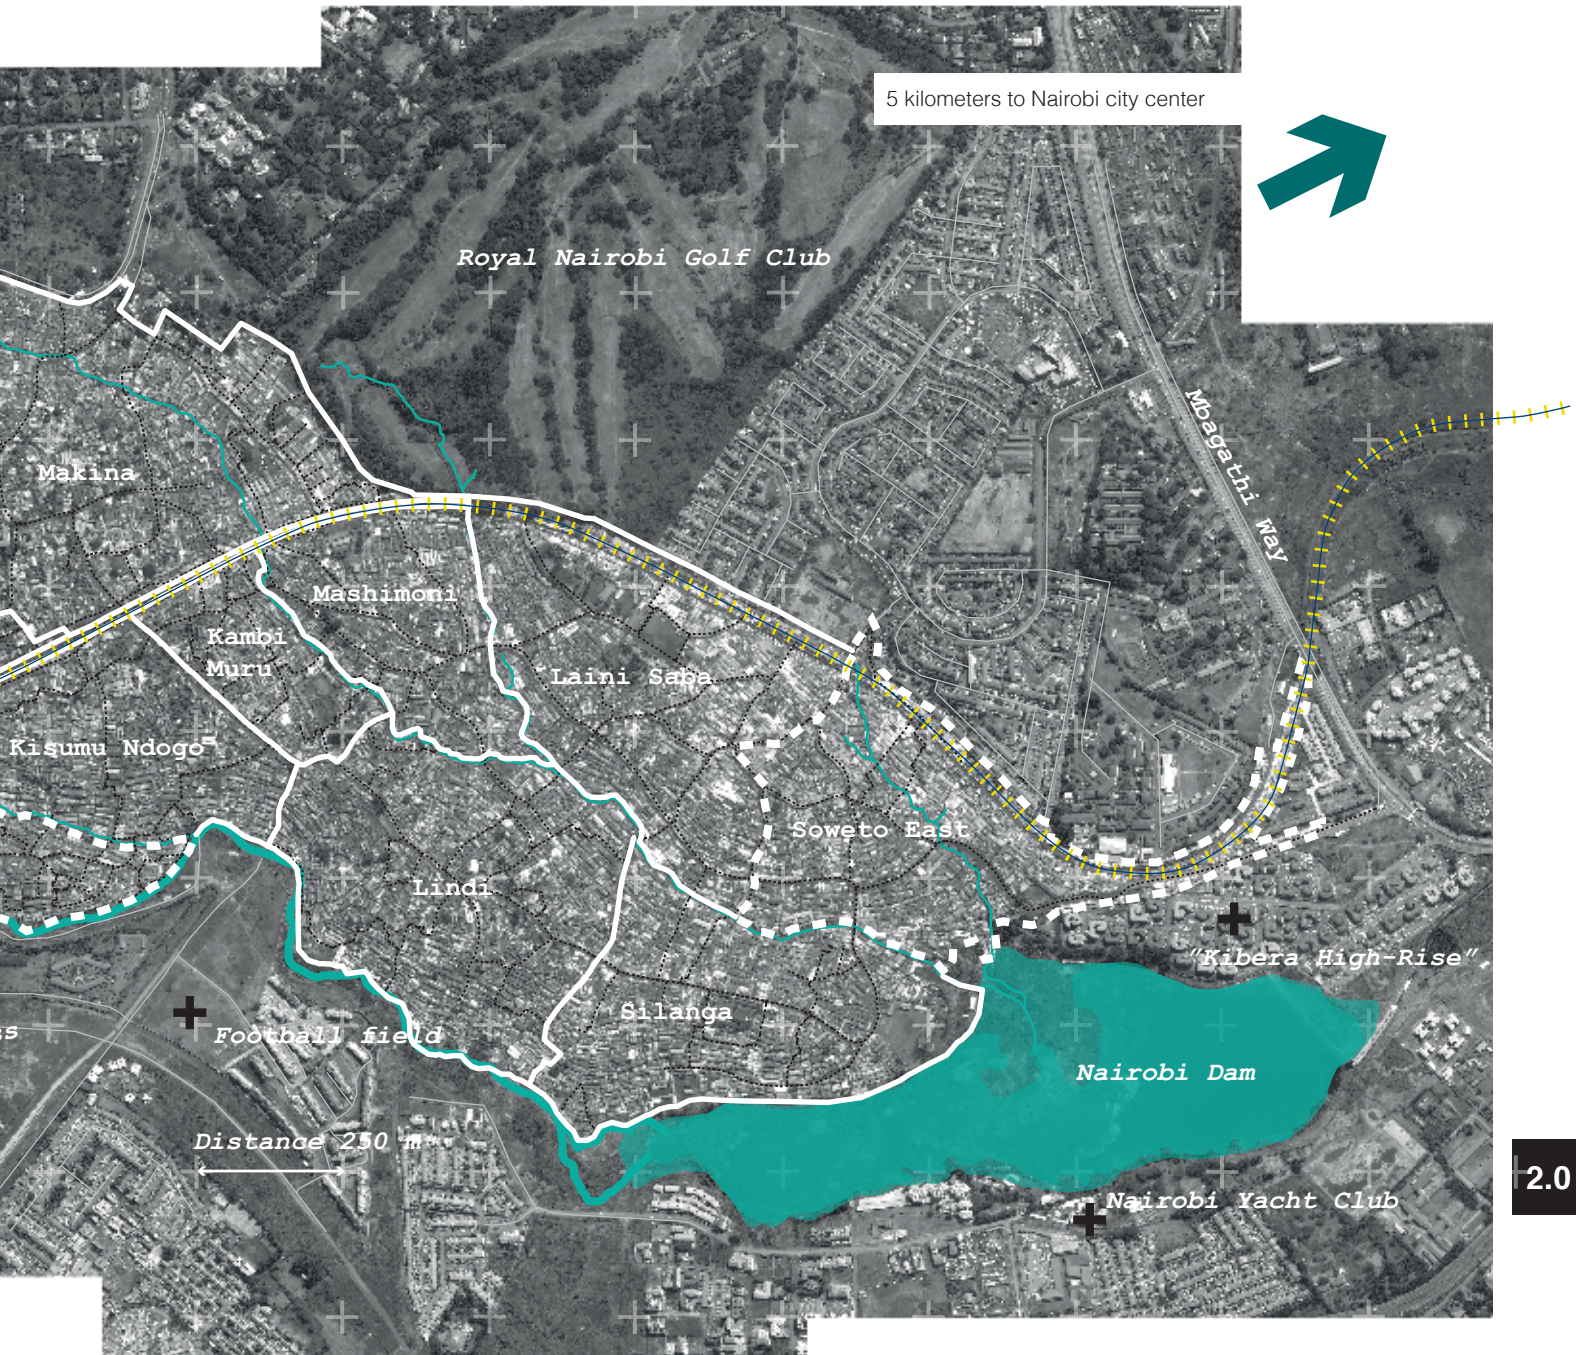 5 kilometers to Nairobi city center
Royal Nairobi Golf Club
Mbagathi Way
Makina
Mashimoni
Kambi
Muru
Laini Saba
Kisumu Ndogo
Soweto East
Lindi
"Kibera High-Rise"
Silanga
Football field
Nairobi Dam
Distance 250 m
2.0
Nairobi Yacht Club